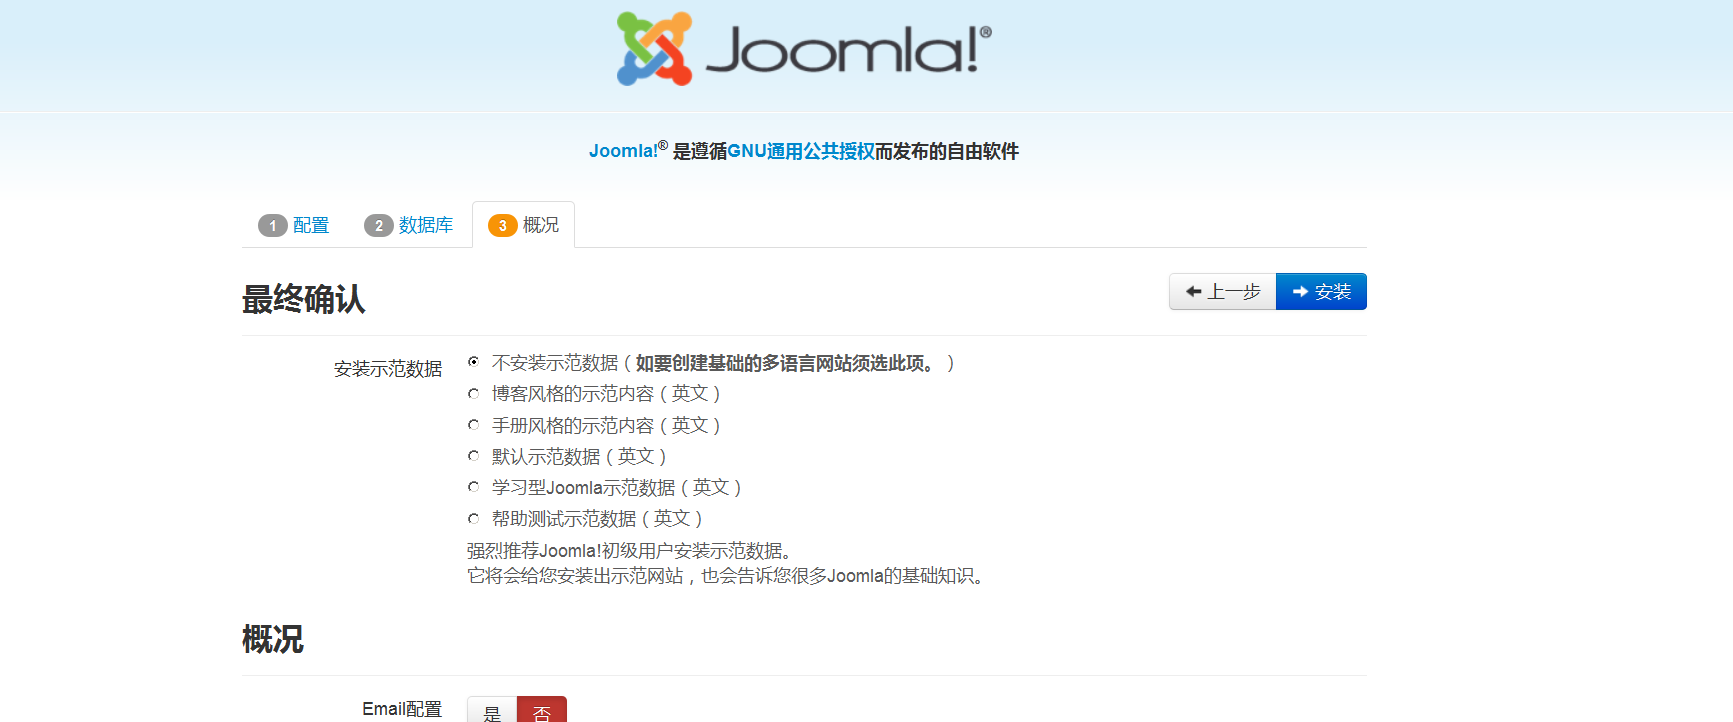 Joomla!®
Joomla!® 是遵循GNU通用公共授权而发布的自由软件
1 配置 2 数据库 3 概况
最终确认
上一步 安装
安装示范数据
不安装示范数据（如要创建基础的多语言网站须选此项。）
博客风格的示范内容（英文）
手册风格的示范内容（英文）
默认示范数据（英文）
学习型Joomla示范数据（英文）
帮助测试示范数据（英文）
强烈推荐Joomla!初级用户安装示范数据。
它将会给您安装出示范网站，也会告诉您很多Joomla的基础知识。
概况
Email配置 是 否